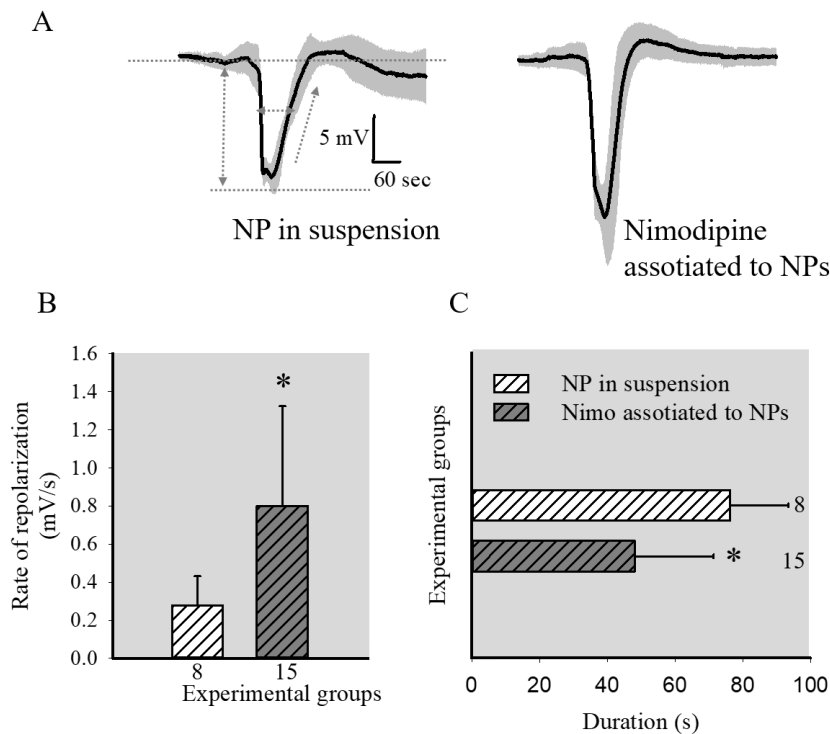 A
5 mV
60 sec
NP in suspension
Nimodipine
assotiated to NPs
B
Rate of repolarization
(mV/s)
1.6
1.4
1.2
1.0
0.8
0.6
0.4
0.2
0.0
*
8
15
Experimental groups
C
Experimental groups
NP in suspension
Nimo assotiated to NPs
8
*
15
0
20
40
60
80
100
Duration (s)